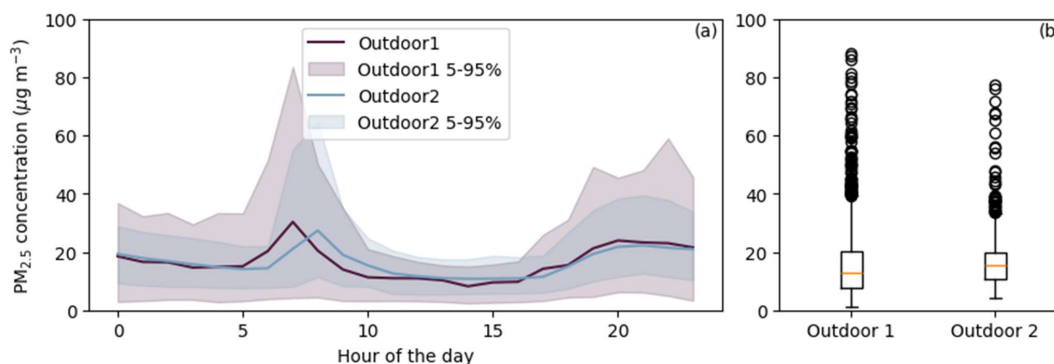 100
80
60
40
20
0
PM2.5 concentration (μg m−3)
(a)
Outdoor1
Outdoor1 5-95%
Outdoor2
Outdoor2 5-95%
0 5 10 15 20
Hour of the day
100
80
60
40
20
0
(b
Outdoor 1 Outdoor 2